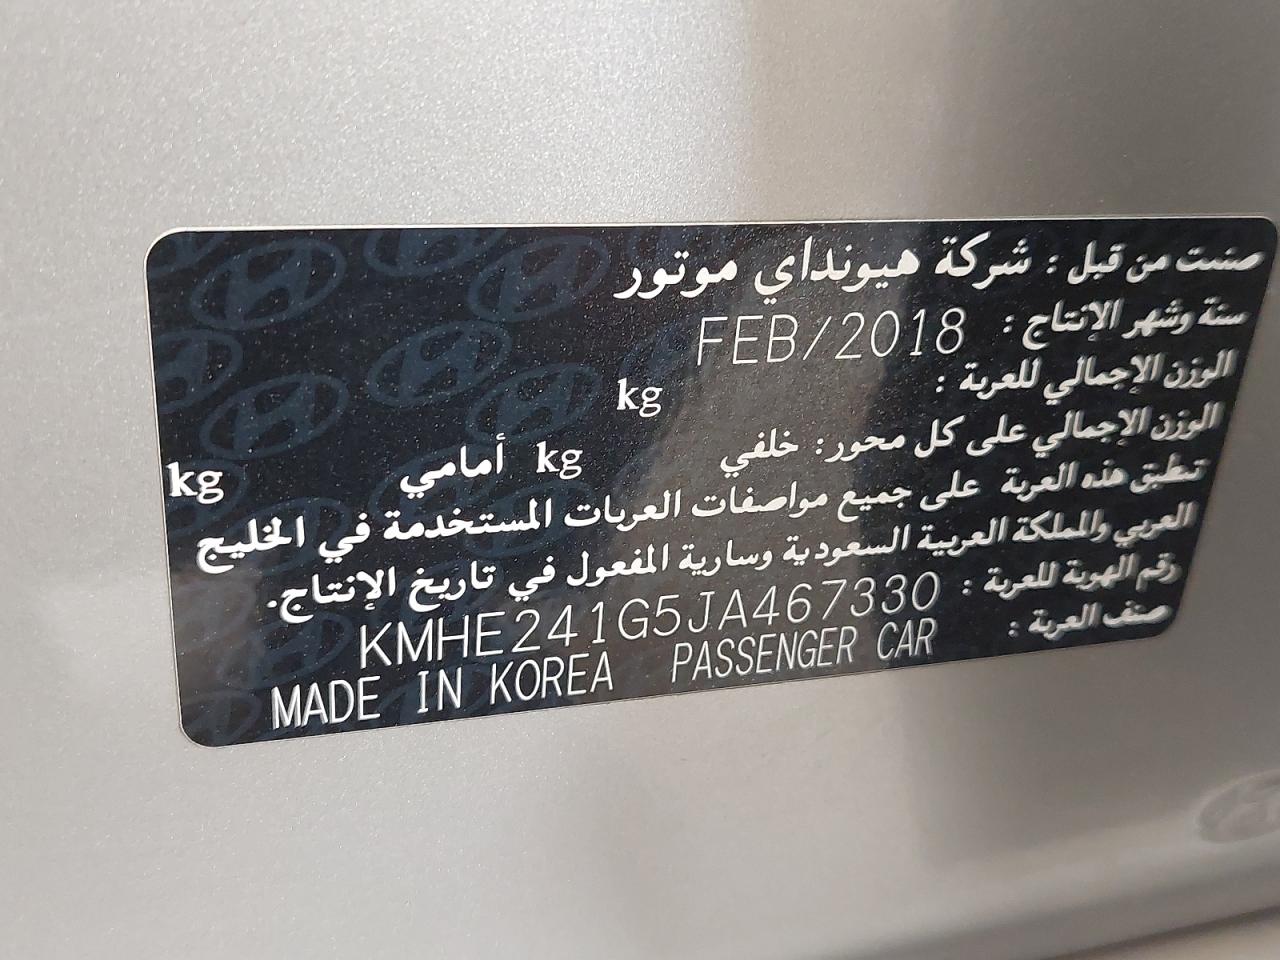 صنعت من قبل : شركة هيونداي موتور
سنة وشهر الإنتاج : FEB/2018
الوزن الإجمالي للعربة : kg
الوزن الإجمالي على كل محور: خلفي kg أمامي kg
تطبق هذه العربة على جميع مواصفات العربات المستخدمة في الخليج
العربي والمملكة العربية السعودية وسارية المفعول في تاريخ الإنتاج.
رقم الهوية للعربة : KMHE241G5JA467330
صنف العربة : PASSENGER CAR
MADE IN KOREA